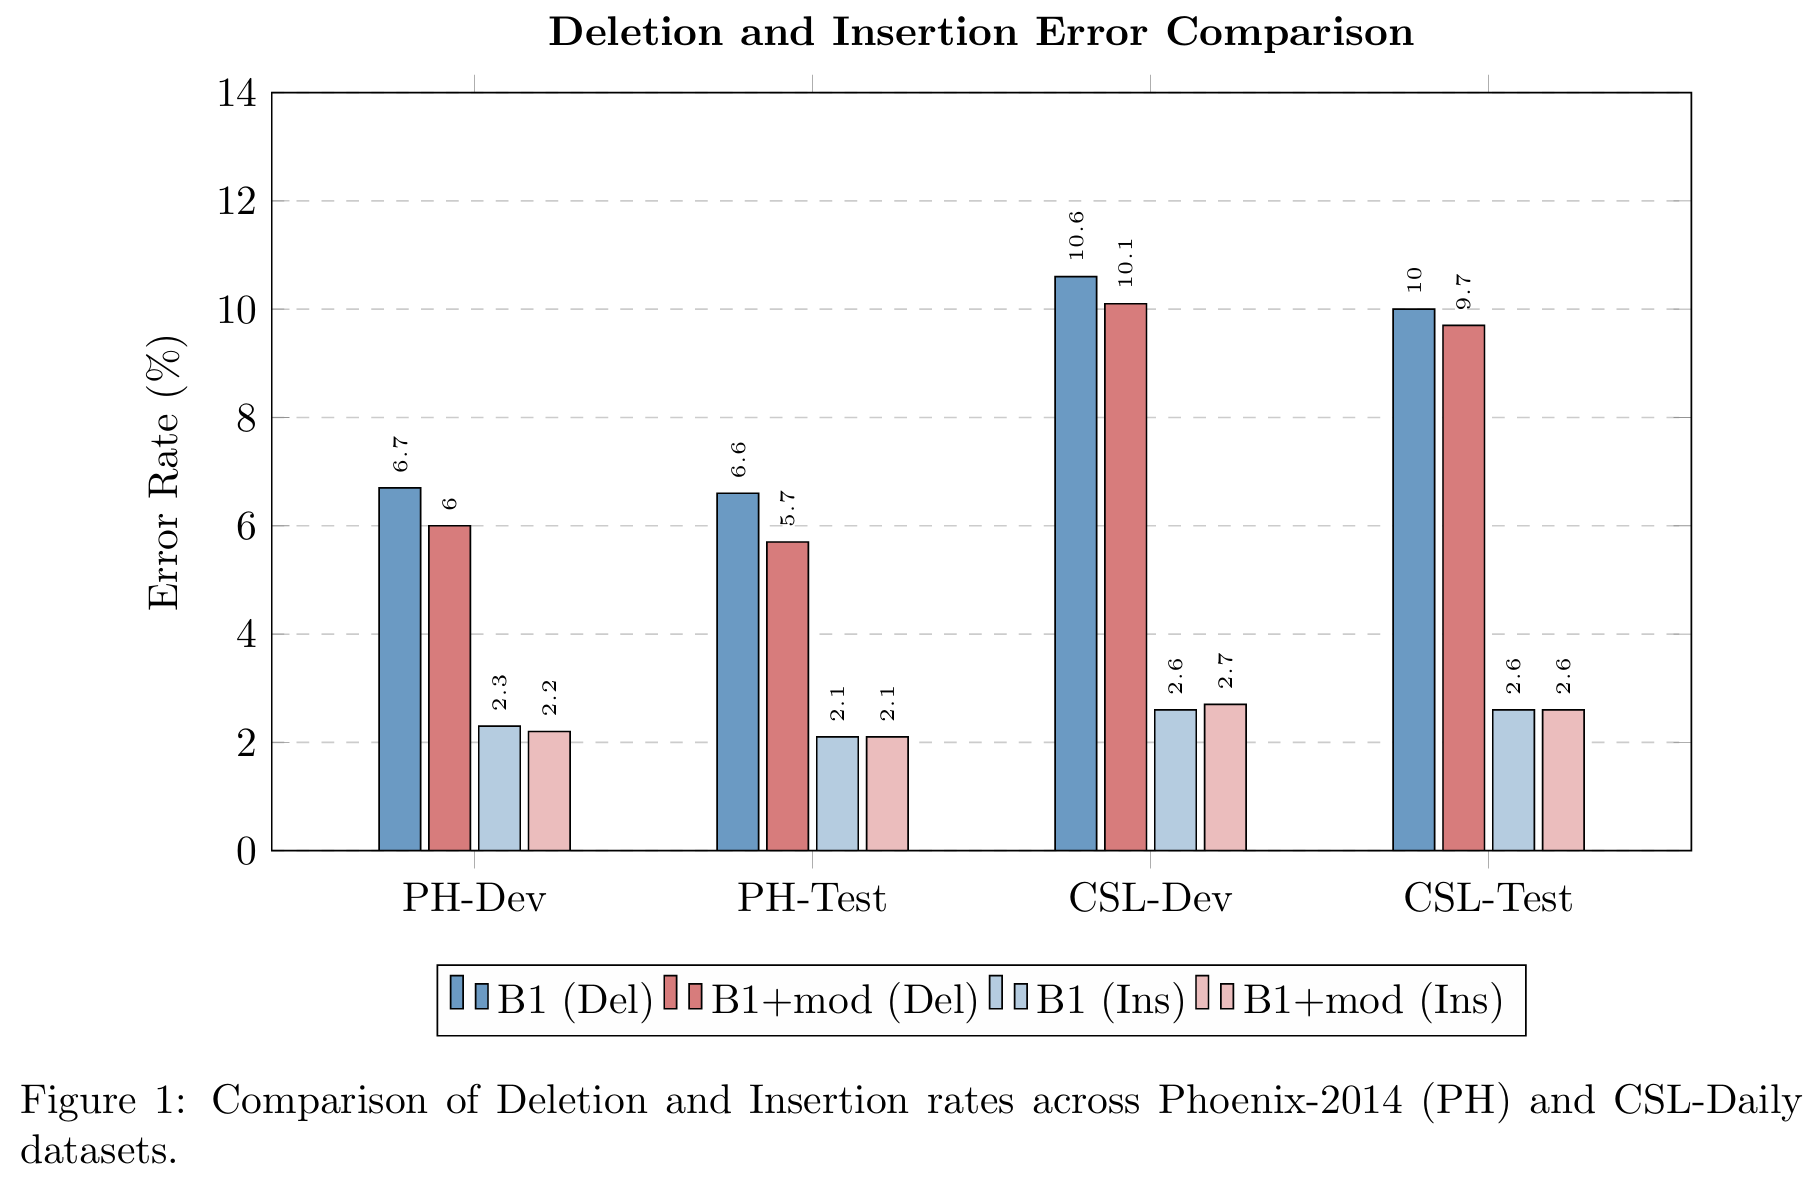 Deletion and Insertion Error Comparison
14
12
10
8
6
4
2
0
Error Rate (%)
6.7
6
2.3
2.2
6.6
5.7
2.1
2.1
10.6
10.1
2.6
2.7
10
9.7
2.6
2.6
PH-Dev
PH-Test
CSL-Dev
CSL-Test
B1 (Del) B1+mod (Del) B1 (Ins) B1+mod (Ins)
Figure 1: Comparison of Deletion and Insertion rates across Phoenix-2014 (PH) and CSL-Daily
datasets.